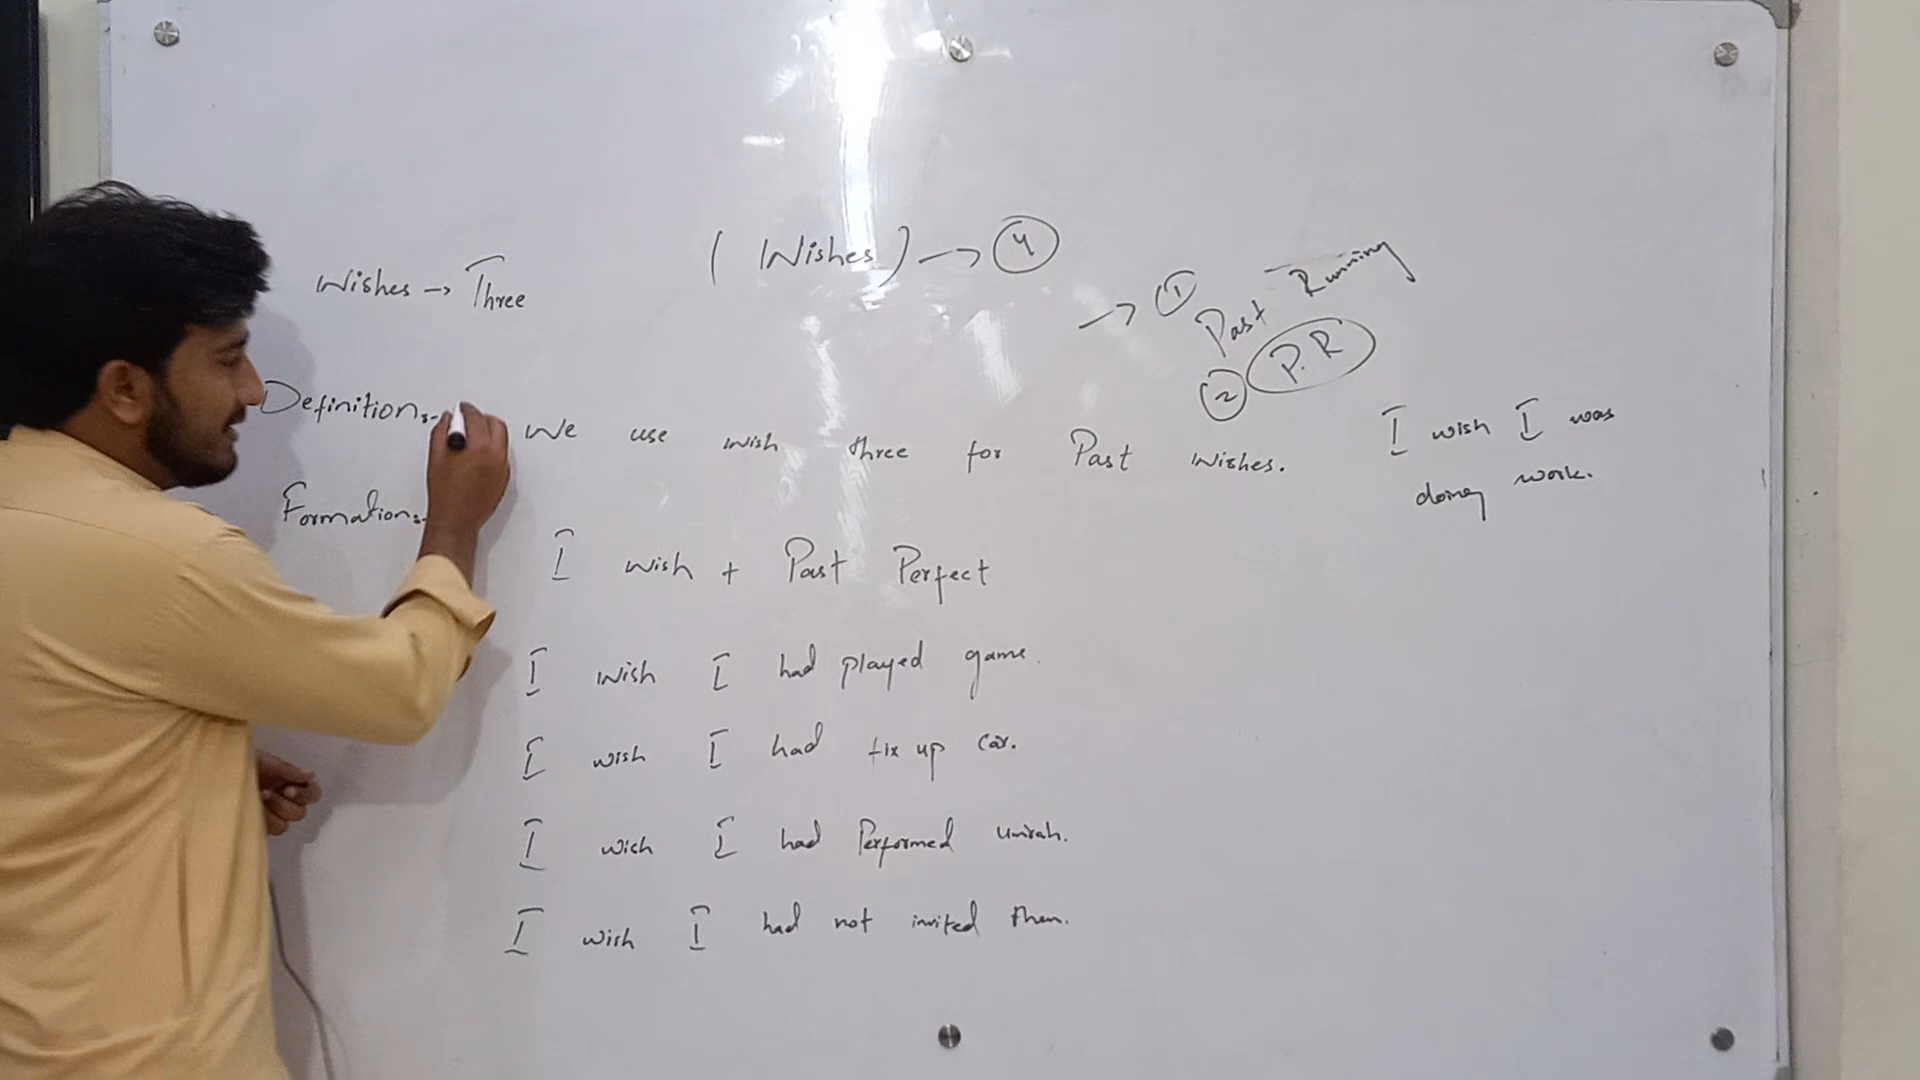 (Wishes) → 4
Wishes → Three
→ 1 Past Running
2 P.R
Definition:- We use wish three for Past wishes.
I wish I was
doing work.
Formation:-
I wish + Past Perfect
I wish I had played game.
I wish I had fix up car.
I wish I had Performed umrah.
I wish I had not invited them.